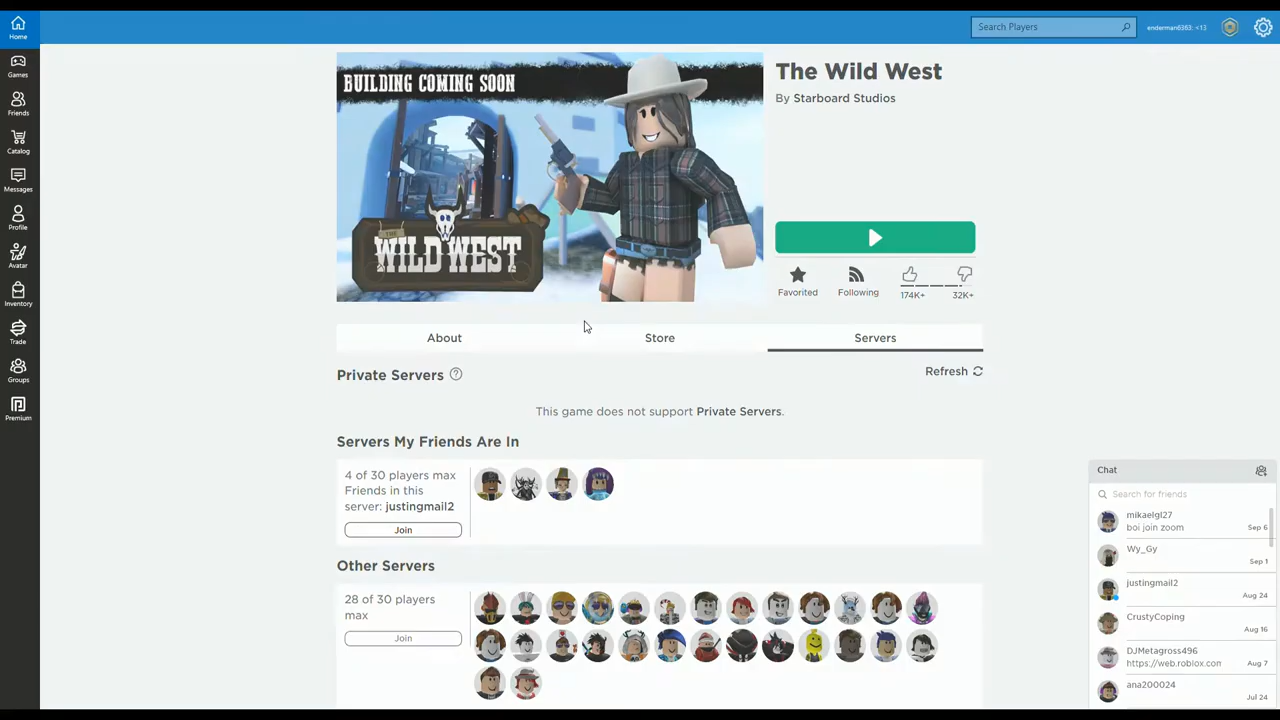 Home
Games
Friends
Catalog
Messages
Profile
Avatar
Inventory
Trade
Groups
Premium
Search Players
enderman6363: <13
BUILDING COMING SOON
THE
WILD WEST
The Wild West
By Starboard Studios
Favorited
Following
174K+
32K+
About
Store
Servers
Private Servers
Refresh
This game does not support Private Servers.
Servers My Friends Are In
4 of 30 players max
Friends in this
server: justingmail2
Join
Other Servers
28 of 30 players
max
Join
Chat
Search for friends
mikaelgl27
boi join zoom
Sep 6
Wy_Gy
Sep 1
justingmail2
Aug 24
CrustyCoping
Aug 16
DJMetagross496
https://web.roblox.com
Aug 7
ana200024
Jul 24